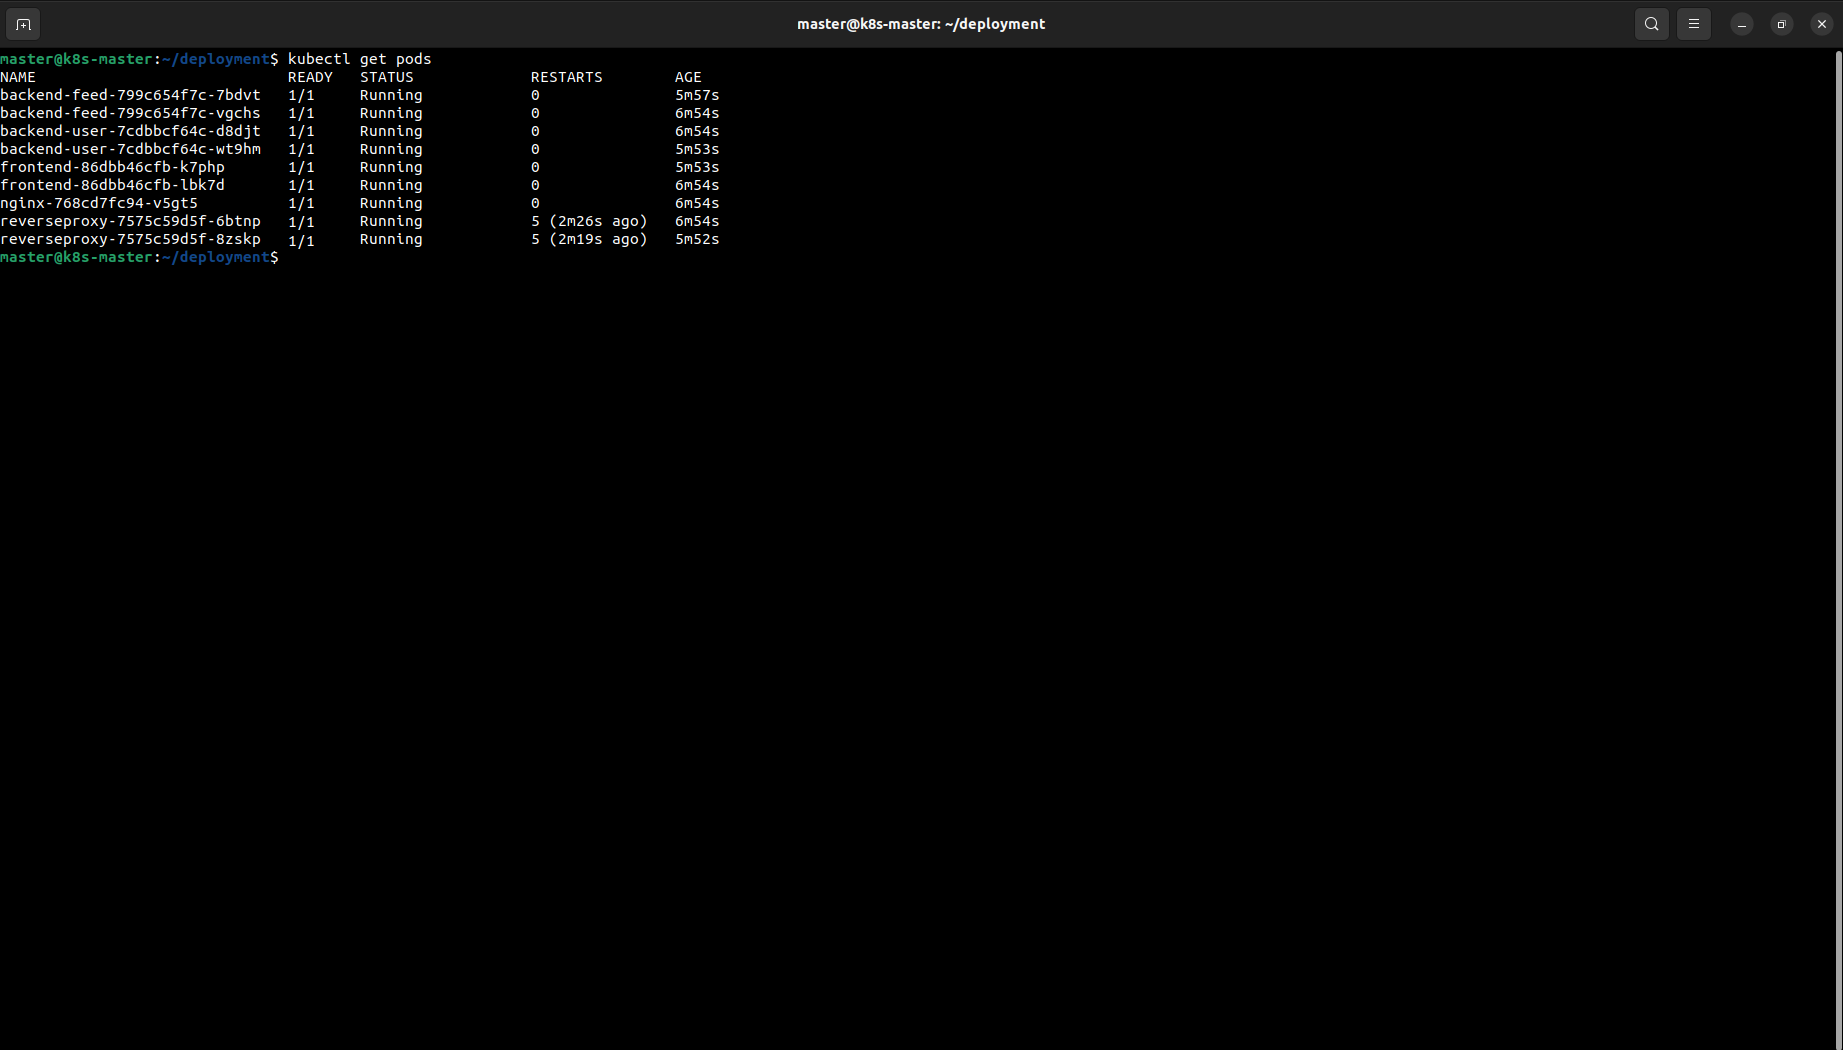 master@k8s-master: ~/deployment
master@k8s-master:~/deployment$ kubectl get pods
NAME READY STATUS RESTARTS AGE
backend-feed-799c654f7c-7bdvt 1/1 Running 0 5m57s
backend-feed-799c654f7c-vgchs 1/1 Running 0 6m54s
backend-user-7cdbbcf64c-d8djt 1/1 Running 0 6m54s
backend-user-7cdbbcf64c-wt9hm 1/1 Running 0 5m53s
frontend-86dbb46cfb-k7php 1/1 Running 0 5m53s
frontend-86dbb46cfb-lbk7d 1/1 Running 0 6m54s
nginx-768cd7fc94-v5gt5 1/1 Running 0 6m54s
reverseproxy-7575c59d5f-6btnp 1/1 Running 5 (2m26s ago) 6m54s
reverseproxy-7575c59d5f-8zskp 1/1 Running 5 (2m19s ago) 5m52s
master@k8s-master:~/deployment$